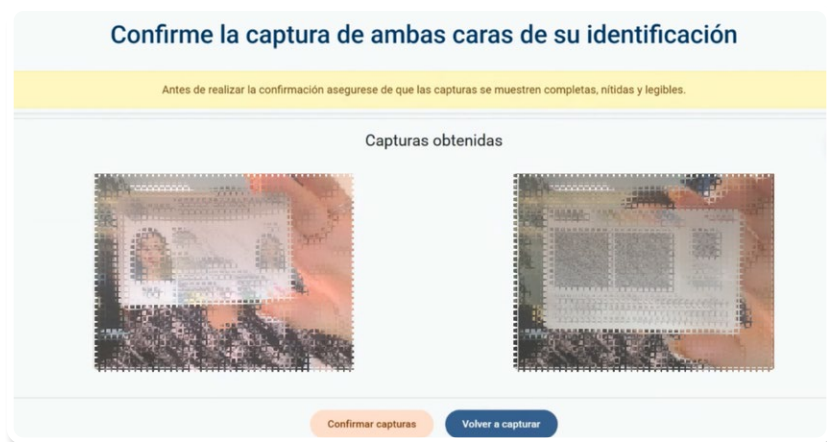 Confirme la captura de ambas caras de su identificación
Antes de realizar la confirmación asegurese de que las capturas se muestren completas, nítidas y legibles.
Capturas obtenidas
Confirmar capturas
Volver a capturar